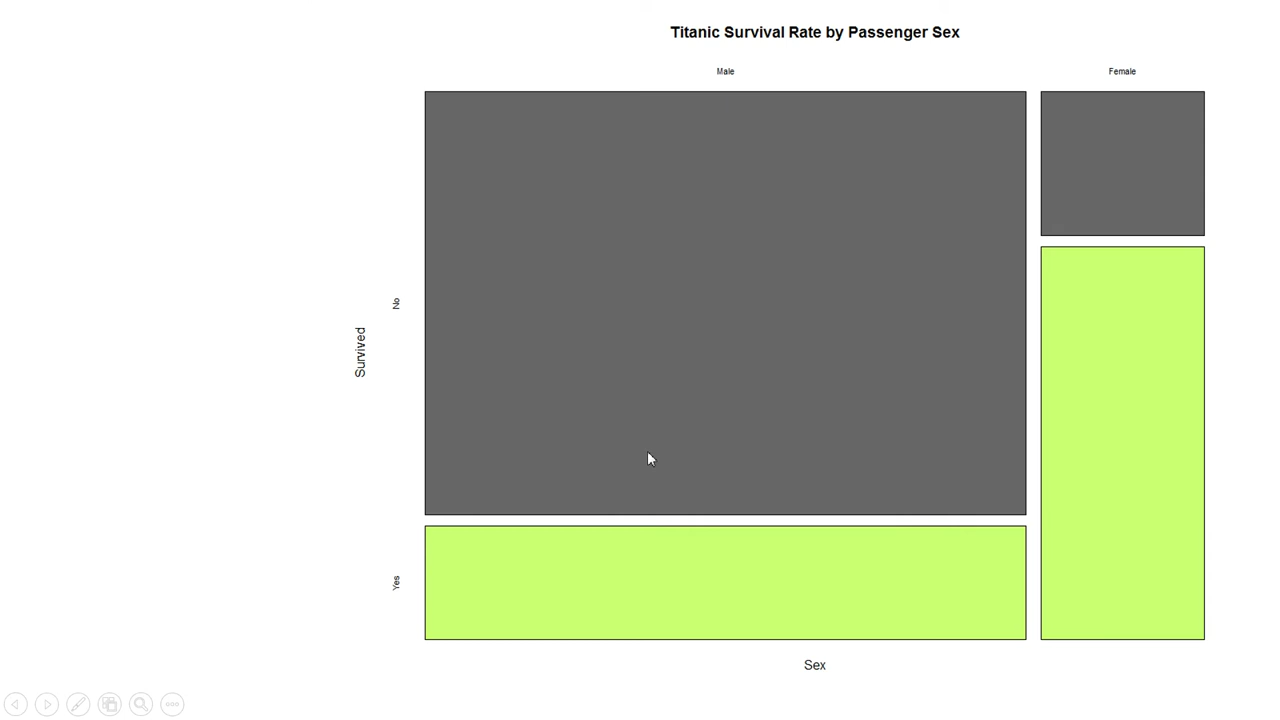 Titanic Survival Rate by Passenger Sex
Male
Female
No
Survived
Yes
Sex